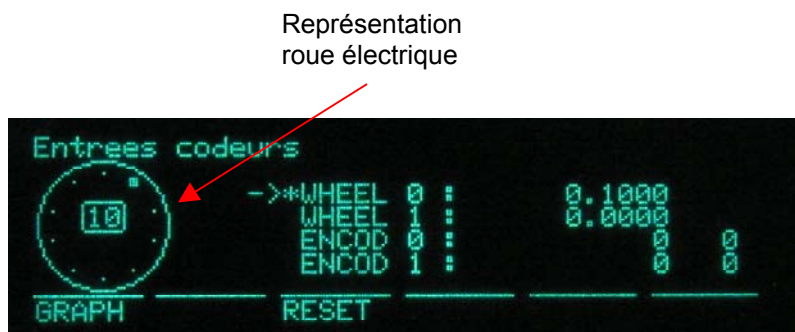 Représentation
roue électrique
Entrees codeurs
->*WHEEL 0 : 0.1000
10
WHEEL 1 : 0.0000
ENCOD 0 : 0 0
ENCOD 1 : 0 0
GRAPH RESET